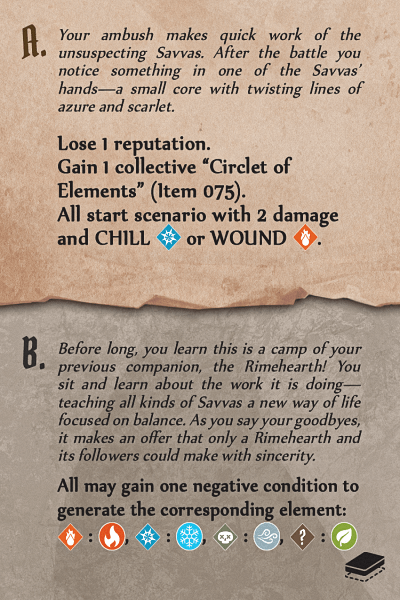 A.
Your ambush makes quick work of the
unsuspecting Savvas. After the battle you
notice something in one of the Savvas’
hands—a small core with twisting lines of
azure and scarlet.
Lose 1 reputation.
Gain 1 collective “Circlet of
Elements” (Item 075).
All start scenario with 2 damage
and CHILL or WOUND .
B.
Before long, you learn this is a camp of your
previous companion, the Rimehearth! You
sit and learn about the work it is doing—
teaching all kinds of Savvas a new way of life
focused on balance. As you say your goodbyes,
it makes an offer that only a Rimehearth and
its followers could make with sincerity.
All may gain one negative condition to
generate the corresponding element:
: , : , : , ? :